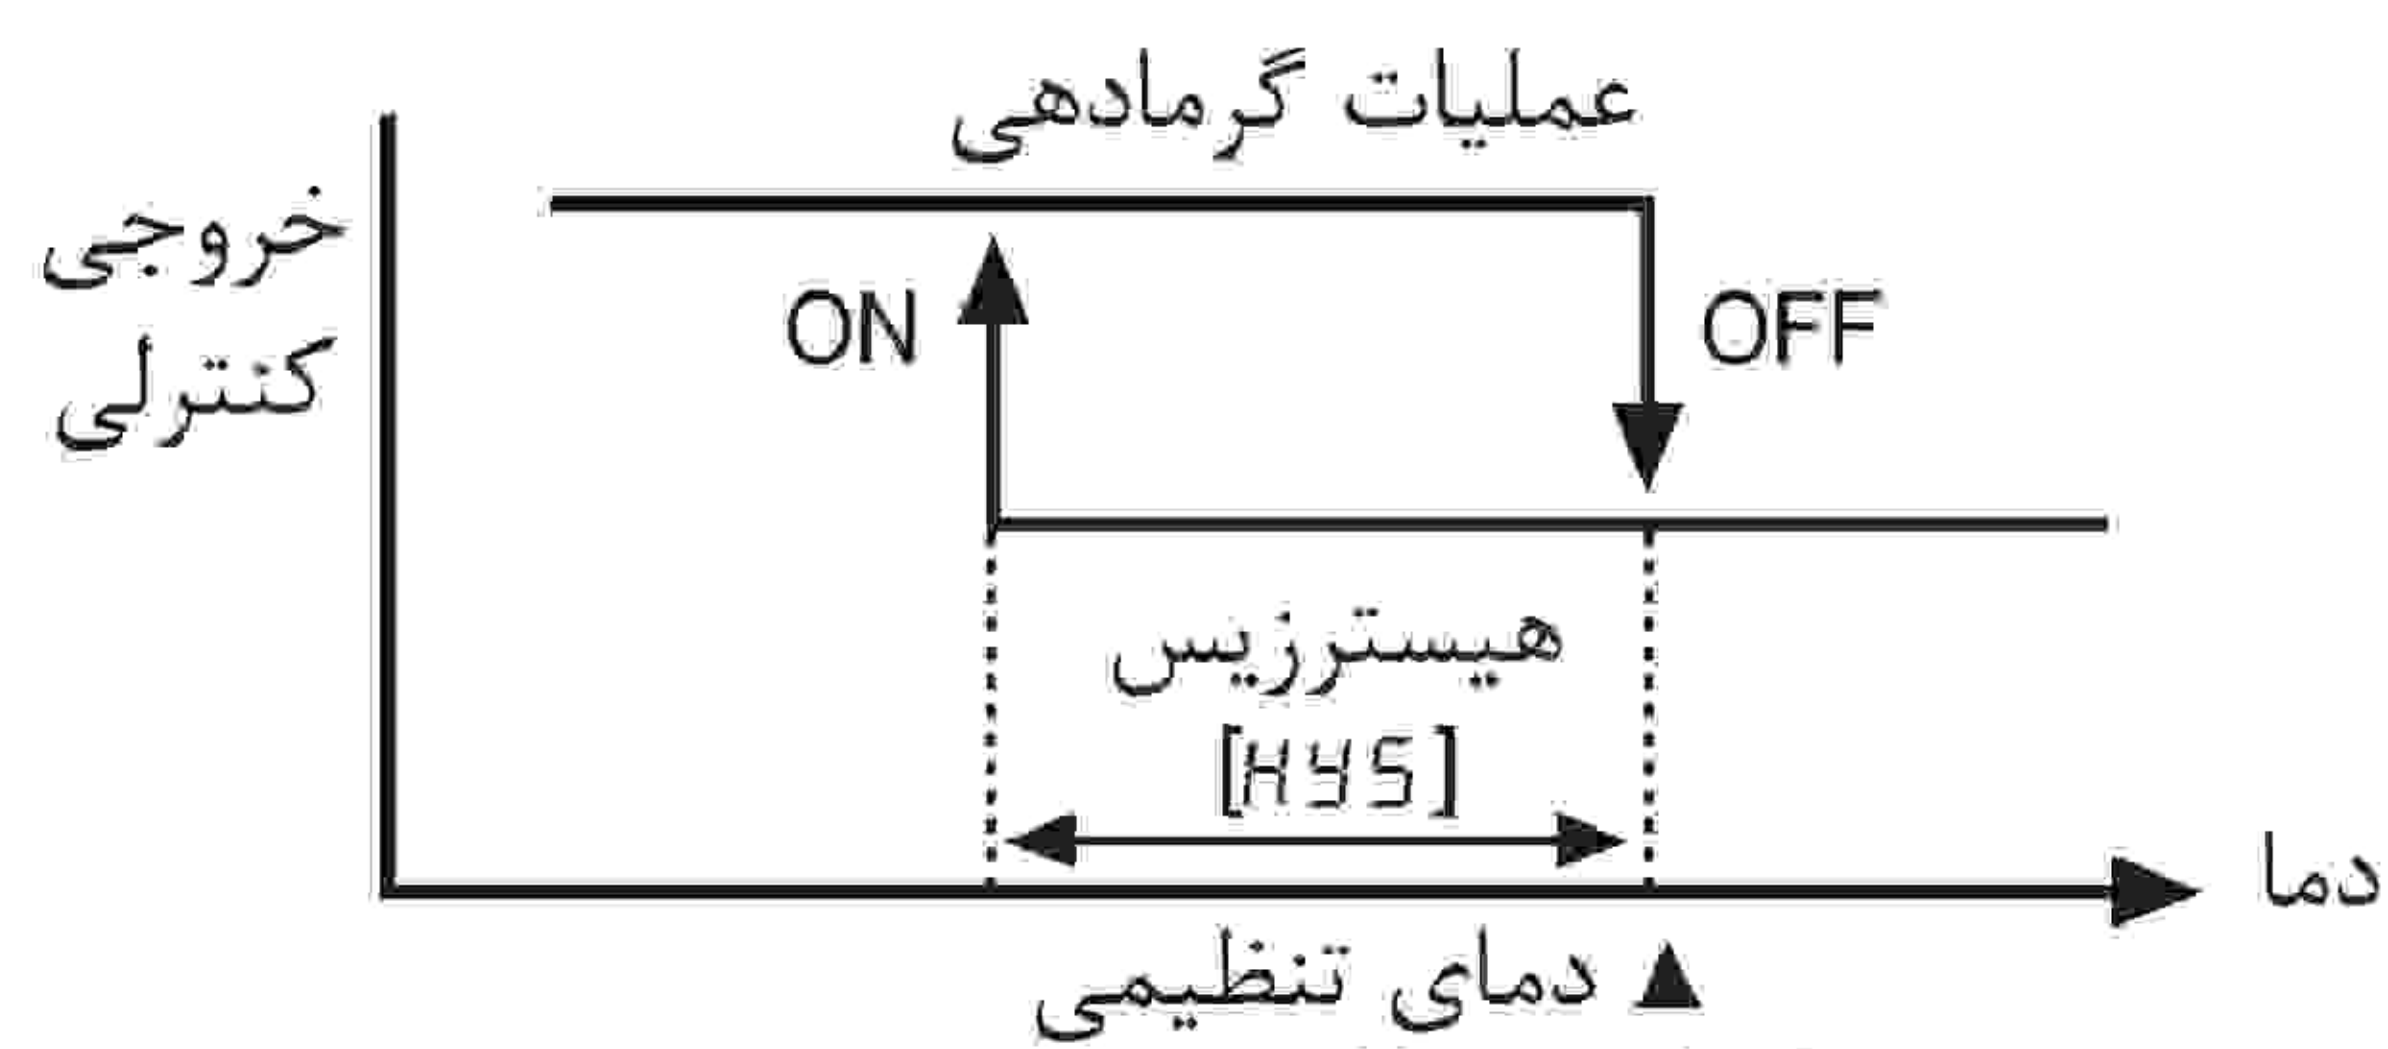 عملیات گرمادهی
خروجی
کنترلی
ON
OFF
هیسترزیس
[HYS]
دما
▲ دمای تنظیمی